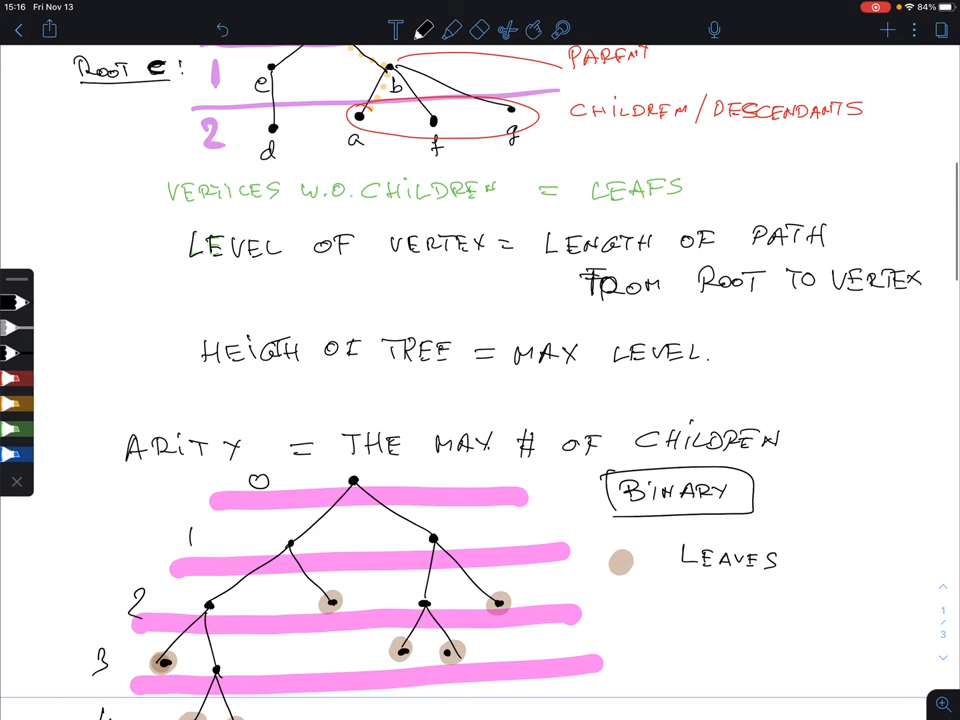 15:16 Fri Nov 13
84%
PARENT
ROOT c:
1
e
b
CHILDREN/DESCENDANTS
2
a
f
g
d
VERTICES W.O. CHILDREN = LEAFS
LEVEL OF VERTEX = LENGTH OF PATH
FROM ROOT TO VERTEX
HEIGTH OF TREE = MAX LEVEL.
ARITY = THE MAX # OF CHILDREN
0
BINARY
1
LEAVES
2
3
1
/
3